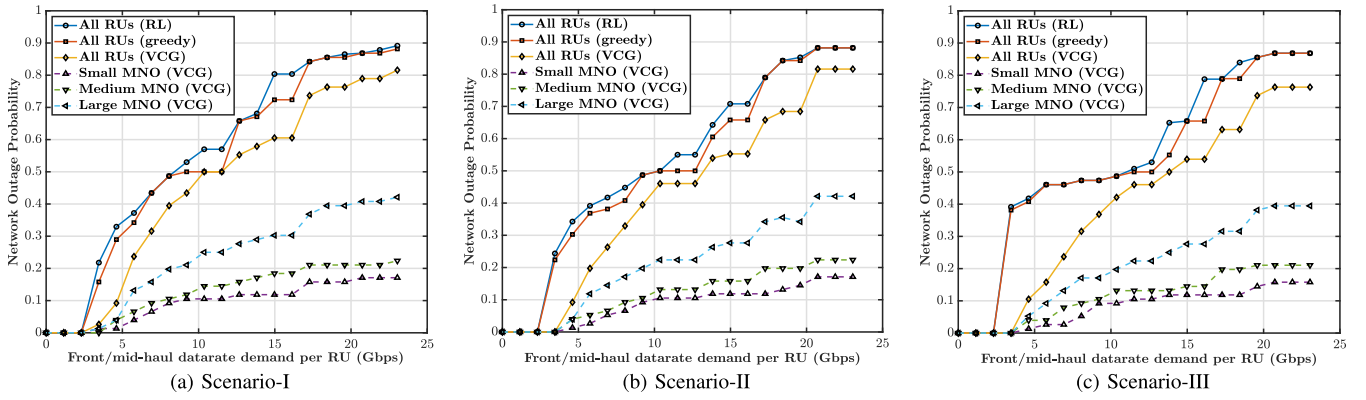 All RUs (RL)
All RUs (greedy)
All RUs (VCG)
Small MNO (VCG)
Medium MNO (VCG)
Large MNO (VCG)
Network Outage Probability
1
0.9
0.8
0.7
0.6
0.5
0.4
0.3
0.2
0.1
0
0 5 10 15 20 25
Front/mid-haul datarate demand per RU (Gbps)
(a) Scenario-I
All RUs (RL)
All RUs (greedy)
All RUs (VCG)
Small MNO (VCG)
Medium MNO (VCG)
Large MNO (VCG)
Network Outage Probability
1
0.9
0.8
0.7
0.6
0.5
0.4
0.3
0.2
0.1
0
0 5 10 15 20 25
Front/mid-haul datarate demand per RU (Gbps)
(b) Scenario-II
All RUs (RL)
All RUs (greedy)
All RUs (VCG)
Small MNO (VCG)
Medium MNO (VCG)
Large MNO (VCG)
Network Outage Probability
1
0.9
0.8
0.7
0.6
0.5
0.4
0.3
0.2
0.1
0
0 5 10 15 20 25
Front/mid-haul datarate demand per RU (Gbps)
(c) Scenario-III